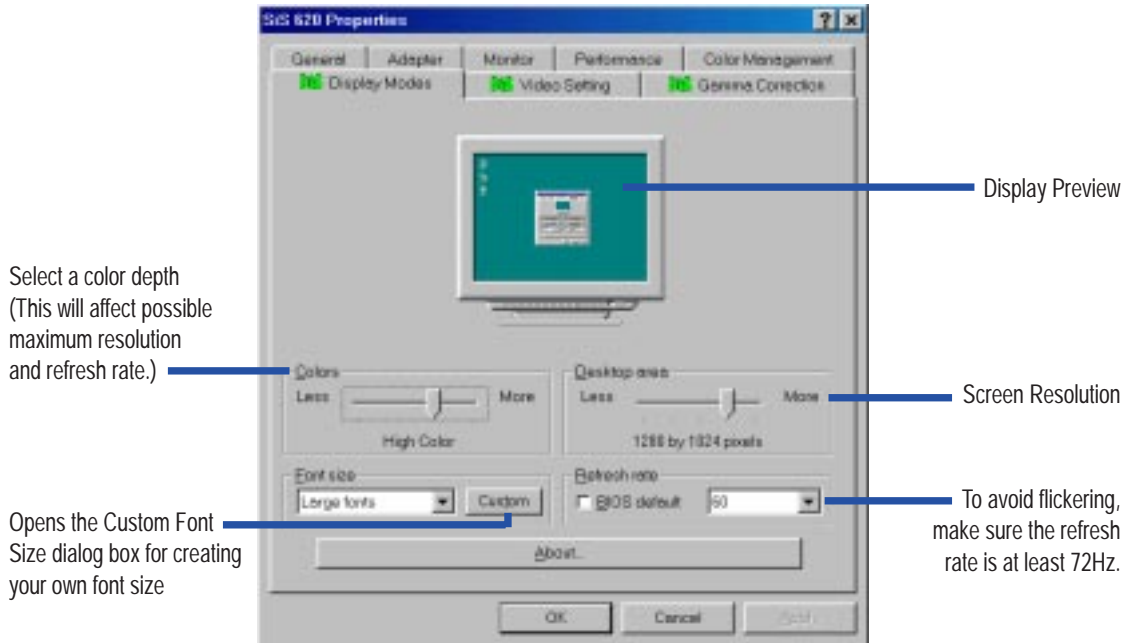 SiS 620 Properties
General Adapter Monitor Performance Color Management
Display Modes Video Setting Gamma Correction
Display Preview
Select a color depth
(This will affect possible
maximum resolution
and refresh rate.)
Colors
Less More
High Color
Desktop area
Less More
1280 by 1024 pixels
Screen Resolution
Font size
Large fonts Custom
Refresh rate
BIOS default 60
To avoid flickering,
make sure the refresh
rate is at least 72Hz.
Opens the Custom Font
Size dialog box for creating
your own font size
About...
OK Cancel Apply